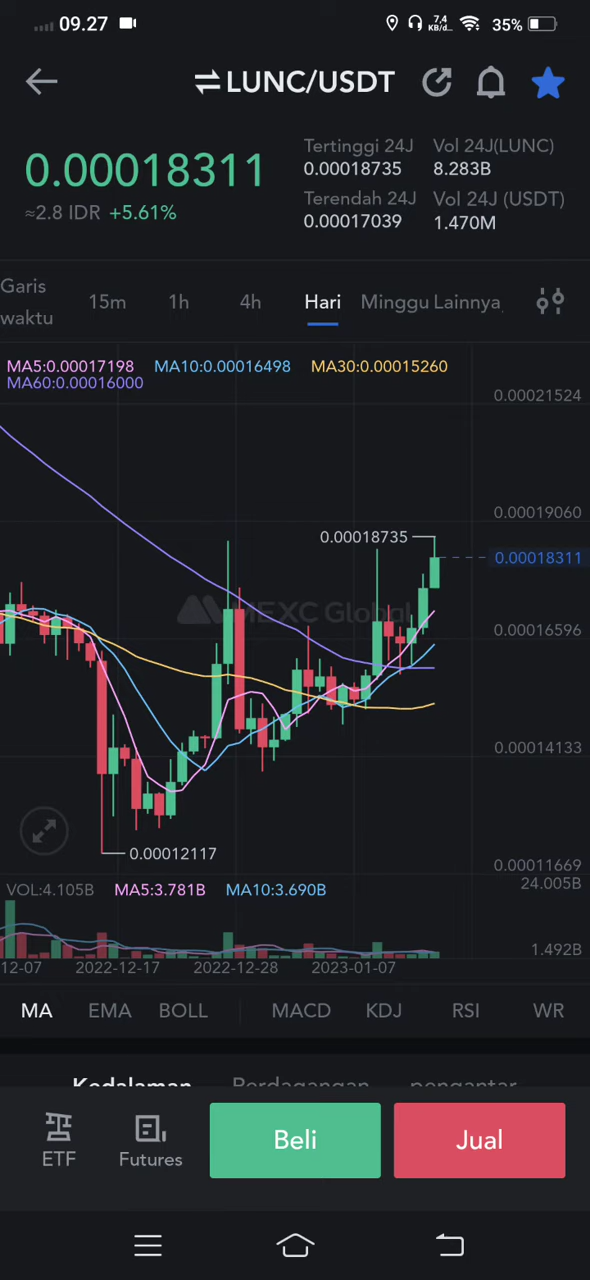 09.27
7,4
KB/d...
35%
LUNC/USDT
0.00018311
≈2.8 IDR +5.61%
Tertinggi 24J
0.00018735
Terendah 24J
0.00017039
Vol 24J(LUNC)
8.283B
Vol 24J (USDT)
1.470M
Garis waktu
15m
1h
4h
Hari
Minggu
Lainnya
MA5:0.00017198 MA10:0.00016498 MA30:0.00015260
MA60:0.00016000
0.00021524
0.00019060
0.00018735
0.00018311
MEXC Global
0.00016596
0.00014133
0.00012117
0.00011669
VOL:4.105B MA5:3.781B MA10:3.690B
24.005B
1.492B
12-07 2022-12-17 2022-12-28 2023-01-07
MA EMA BOLL MACD KDJ RSI WR
Kedalaman Perdagangan pengantar
ETF
Futures
Beli
Jual